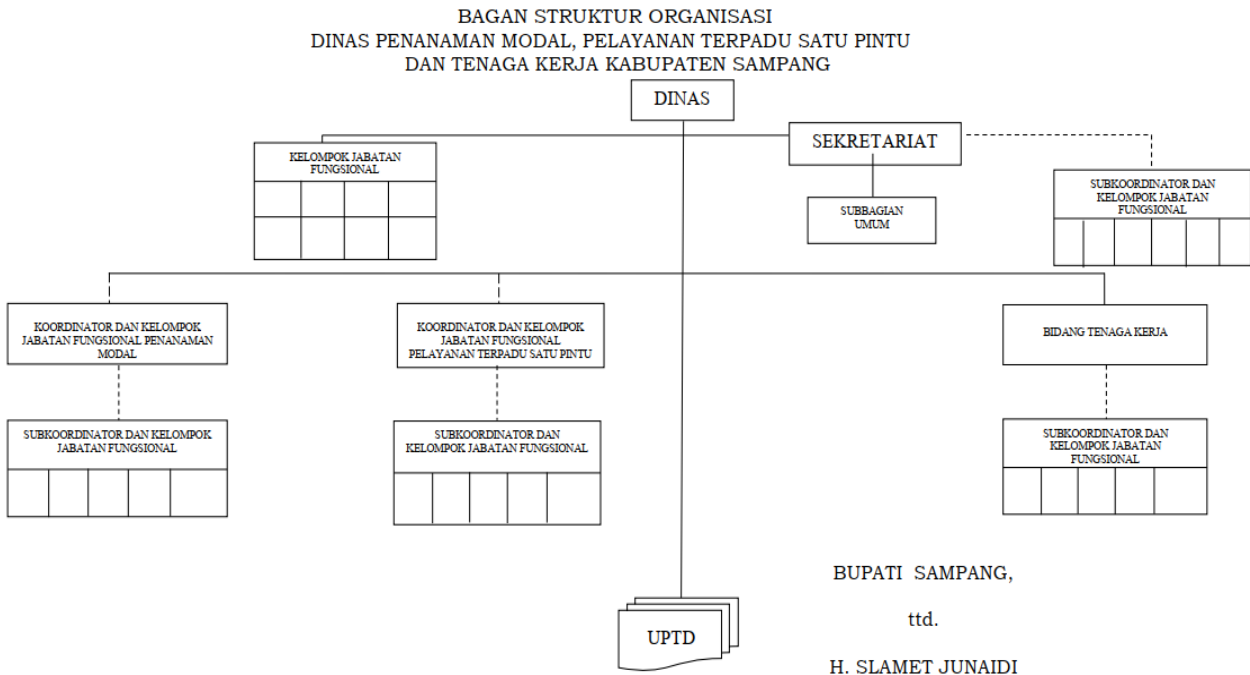 BAGAN STRUKTUR ORGANISASI
DINAS PENANAMAN MODAL, PELAYANAN TERPADU SATU PINTU
DAN TENAGA KERJA KABUPATEN SAMPANG
DINAS
SEKRETARIAT
KELOMPOK JABATAN
FUNGSIONAL
SUBBAGIAN
UMUM
SUBKOORDINATOR DAN
KELOMPOK JABATAN
FUNGSIONAL
KOORDINATOR DAN KELOMPOK
JABATAN FUNGSIONAL PENANAMAN
MODAL
KOORDINATOR DAN KELOMPOK
JABATAN FUNGSIONAL
PELAYANAN TERPADU SATU PINTU
BIDANG TENAGA KERJA
SUBKOORDINATOR DAN KELOMPOK
JABATAN FUNGSIONAL
SUBKOORDINATOR DAN
KELOMPOK JABATAN FUNGSIONAL
SUBKOORDINATOR DAN
KELOMPOK JABATAN
FUNGSIONAL
UPTD
BUPATI SAMPANG,
ttd.
H. SLAMET JUNAIDI